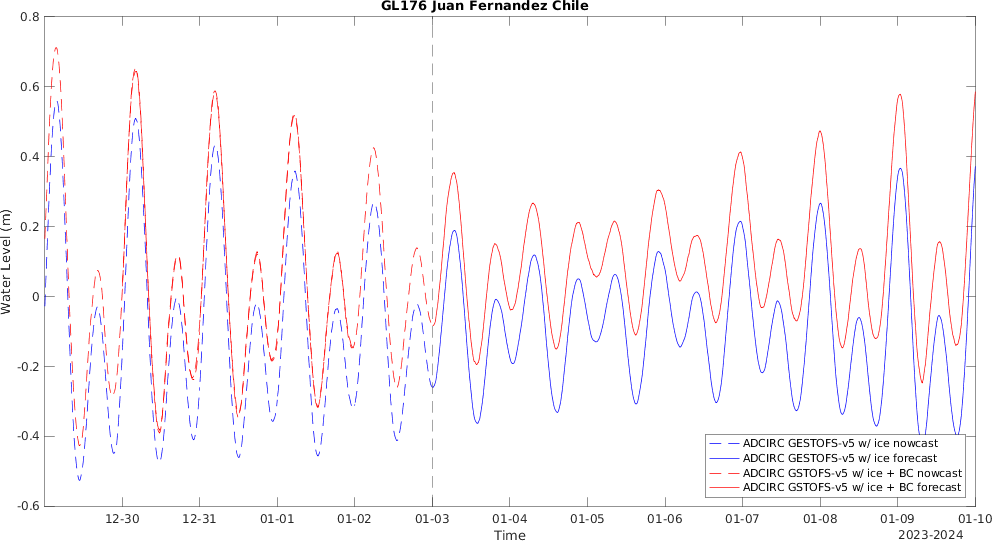 GL176 Juan Fernandez Chile
0.8
0.6
0.4
0.2
0
-0.2
-0.4
-0.6
Water Level (m)
ADCIRC GESTOFS-v5 w/ ice nowcast
ADCIRC GESTOFS-v5 w/ ice forecast
ADCIRC GSTOFS-v5 w/ ice + BC nowcast
ADCIRC GSTOFS-v5 w/ ice + BC forecast
12-30 12-31 01-01 01-02 01-03 01-04 01-05 01-06 01-07 01-08 01-09 01-10
Time
2023-2024